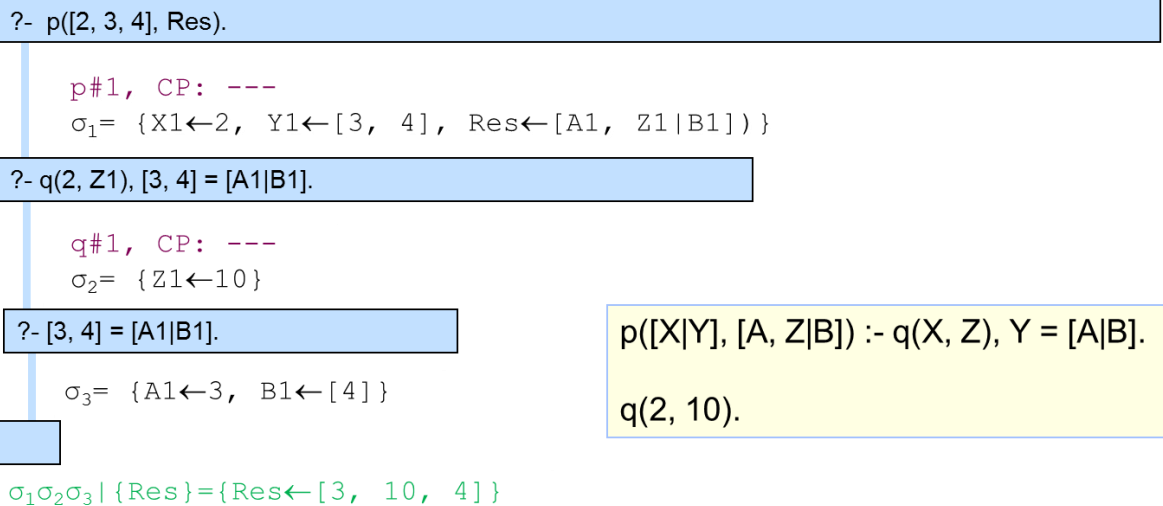 ?- p([2, 3, 4], Res).
p#1, CP: ---
σ₁= {X1←2, Y1←[3, 4], Res←[A1, Z1|B1])}
?- q(2, Z1), [3, 4] = [A1|B1].
q#1, CP: ---
σ₂= {Z1←10}
?- [3, 4] = [A1|B1].
σ₃= {A1←3, B1←[4]}
p([X|Y], [A, Z|B]) :- q(X, Z), Y = [A|B].
q(2, 10).
σ₁σ₂σ₃|{Res}={Res←[3, 10, 4]}